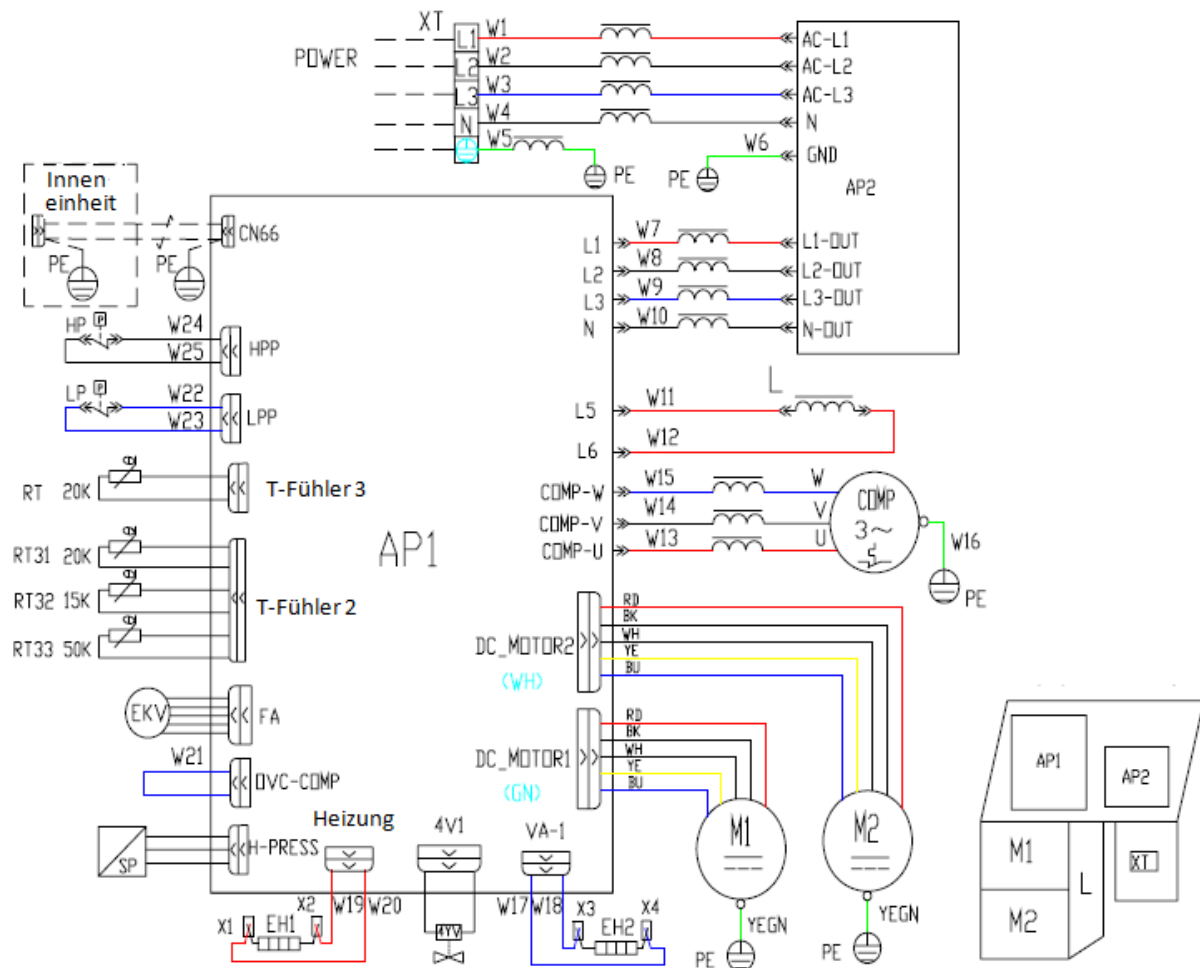 XT
POWER
L1 W1 AC-L1
L2 W2 AC-L2
L3 W3 AC-L3
N W4 N
W5 PE
W6 GND
PE
AP2
Innen
einheit
CN66
PE PE
L1 W7 L1-OUT
L2 W8 L2-OUT
L3 W9 L3-OUT
N W10 N-OUT
HP P W24
W25 HPP
LP P W22
W23 LPP
L5 W11 L
L6 W12
RT 20K T-Fühler 3
COMP-W W15 W
COMP-V W14 V
COMP-U W13 U
COMP
3~
W16
PE
AP1
RT31 20K
RT32 15K T-Fühler 2
RT33 50K
DC_MOTOR2
(WH)
RD
BK
WH
YE
BU
EKV FA
DC_MOTOR1
(GN)
RD
BK
WH
YE
BU
W21
OVC-COMP
SP H-PRESS
Heizung 4V1 VA-1
X1 EH1 X2 W19 W20
4YV
W17 W18 X3 EH2 X4
M1
YEGN
PE
M2
YEGN
PE
AP1 AP2
M1 L XT
M2